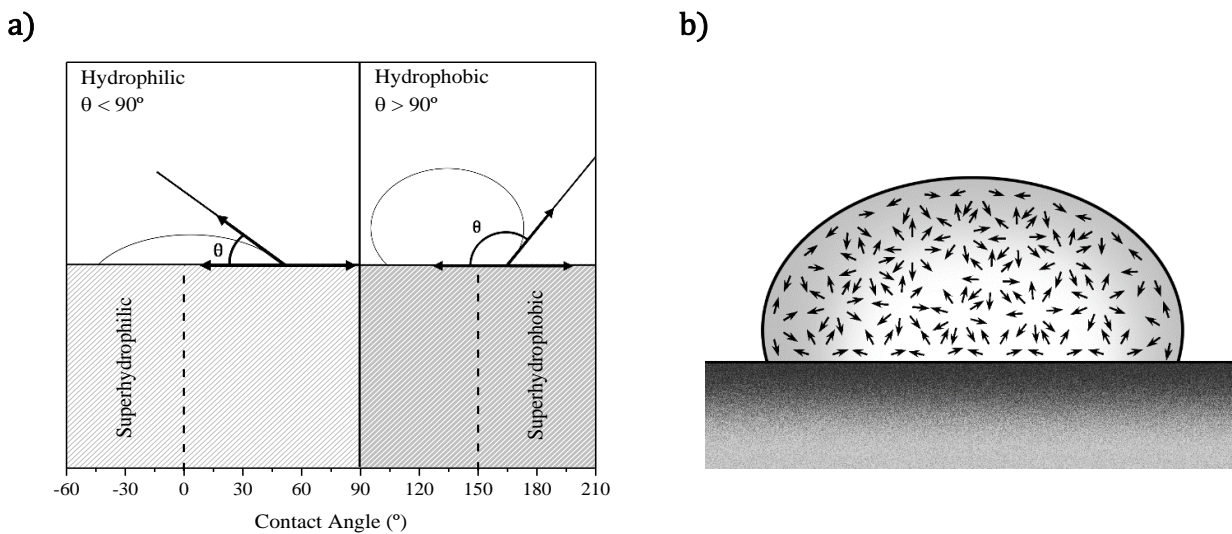 a)
b)
Hydrophilic
θ < 90º
Hydrophobic
θ > 90º
θ
θ
Superhydrophilic
Superhydrophobic
-60 -30 0 30 60 90 120 150 180 210
Contact Angle (º)